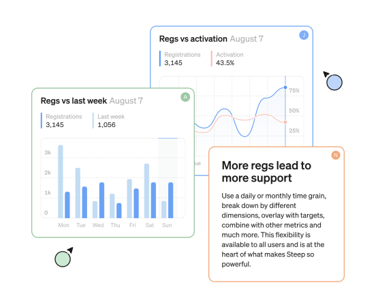 Regs vs activation August 7
J
Registrations
3,145
Activation
43.5%
75%
50%
25%
Regs vs last week August 7
Registrations
3,145
Last week
1,056
3k
2k
1k
0
Mon Tue Wed Thu Fri Sat Sun
More regs lead to
more support
Use a daily or monthly time grain,
break down by different
dimensions, overlay with targets,
combine with other metrics and
much more. This flexibility is
available to all users and is at the
heart of what makes Steep so
powerful.